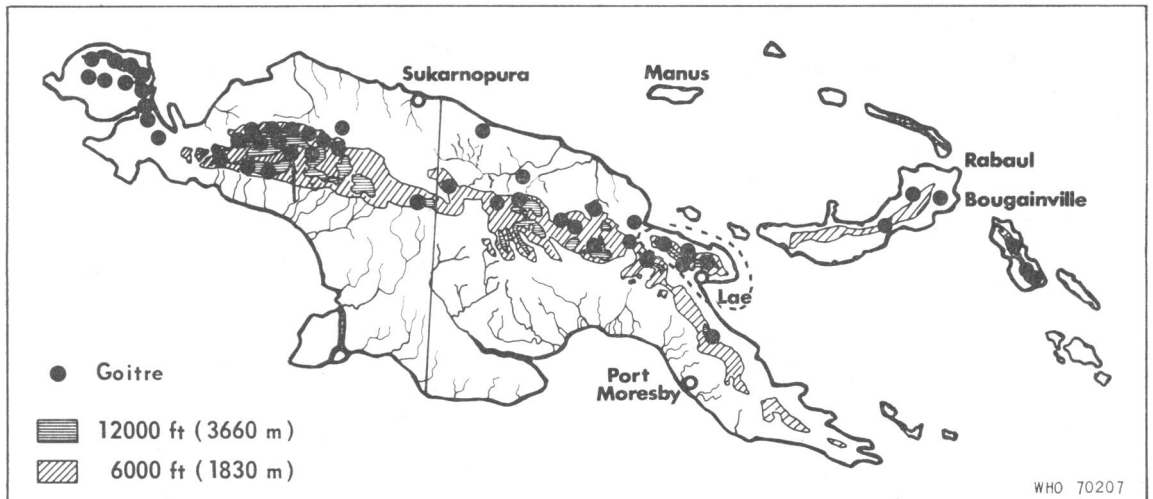 Sukarnopura
Manus
Rabaul
Bougainville
Lae
Port
Moresby
Goitre
12000 ft (3660 m)
6000 ft (1830 m)
WHO 70207